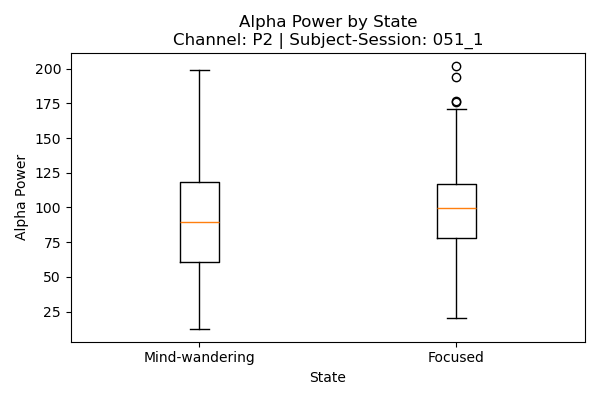 Alpha Power by State
Channel: P2 | Subject-Session: 051_1
200
175
150
125
100
75
50
25
Alpha Power
Mind-wandering
Focused
State